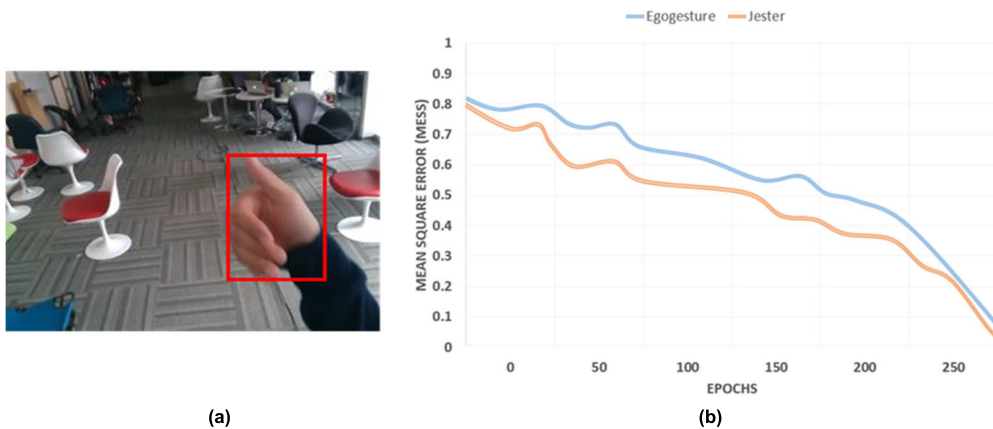 Egogesture Jester
1
0.9
0.8
0.7
0.6
0.5
0.4
0.3
0.2
0.1
0
MEAN SQUARE ERROR (MESS)
0 50 100 150 200 250
EPOCHS
(a) (b)